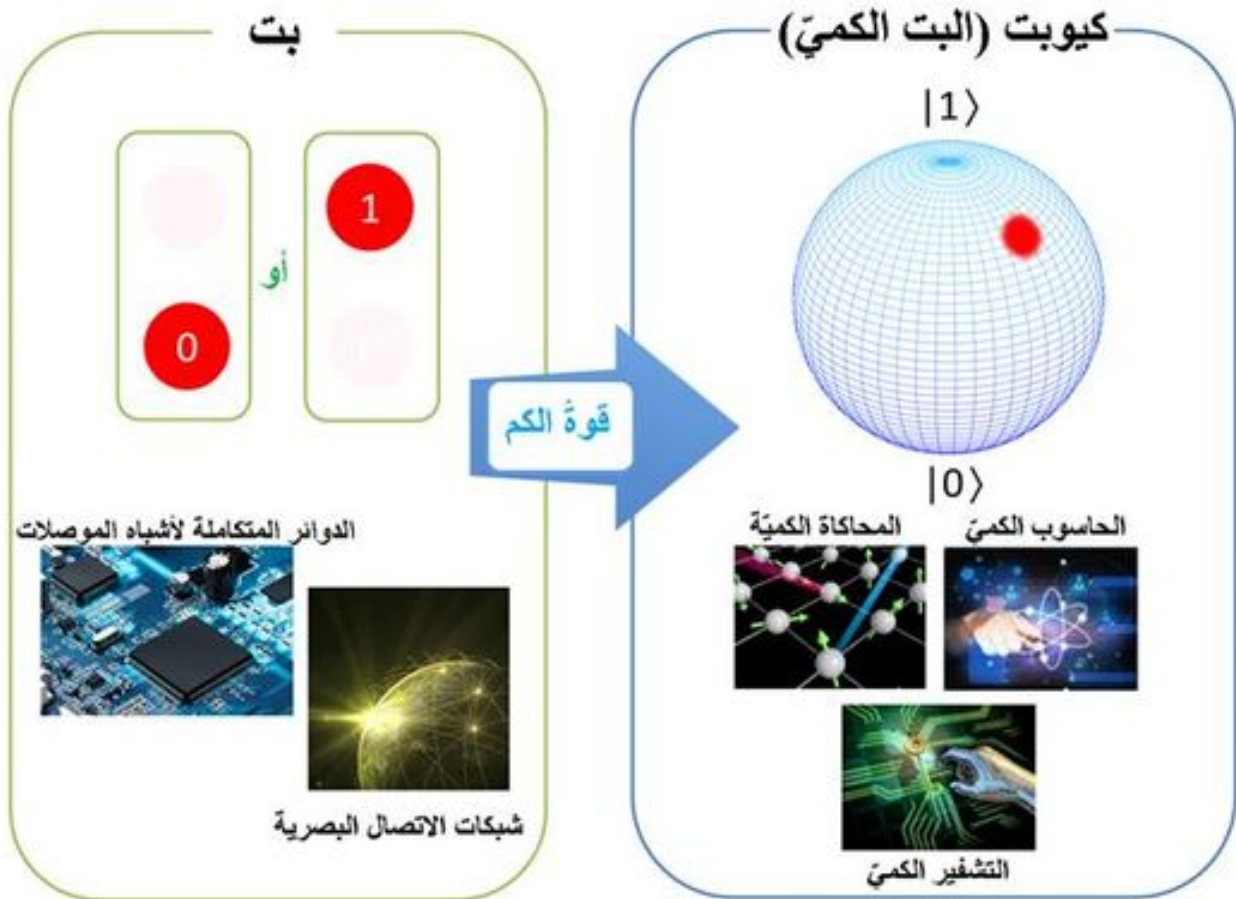 بت
كيوبت (البت الكميّ)
0
أو
1
|1⟩
|0⟩
قوةُ الكم
الدوائر المتكاملة لأشباه الموصلات
شبكات الاتصال البصرية
المحاكاة الكميّة
الحاسوب الكميّ
التشفير الكميّ